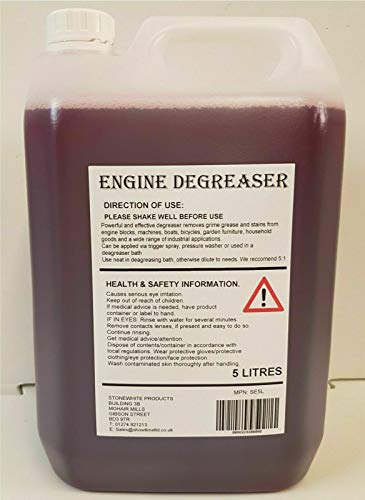 ENGINE DEGREASER
DIRECTION OF USE:
PLEASE SHAKE WELL BEFORE USE
Powerful and effective degreaser removes grime grease and stains from
engine blocks, machines, boats, bicycles, garden furniture, household
goods and a wide range of industrial applications.
Can be applied via trigger spray, pressure washer or used in a
deagreaser bath
Use neat in deagreasing bath, otherwise dilute to needs. We reccomend 5:1
HEALTH & SAFETY INFORMATION.
Causes serious eye irritation.
Keep out of reach of children.
If medical advice is needed, have product
container or label to hand.
IF IN EYES: Rinse with water for several minutes.
Remove contacts lenses, if present and easy to do so.
Continue rinsing.
Get medical advice/attention.
Dispose of contents/container in accordance with
local regulations. Wear protective gloves/protective
clothing/eye protection/face protection.
Wash contaminated skin thoroughly after handling.
5 LITRES
MPN: SE5L
STONEWHITE PRODUCTS
BUILDING 3B
MOHAIR MILLS
GIBSON STREET
BD3 9TR
T: 01274 921213
E: Sales@showtimeltd.co.uk